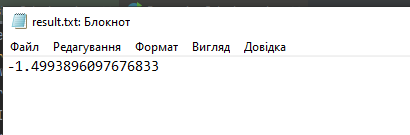 result.txt: Блокнот
Файл Редагування Формат Вигляд Довідка
-1.4993896097676833